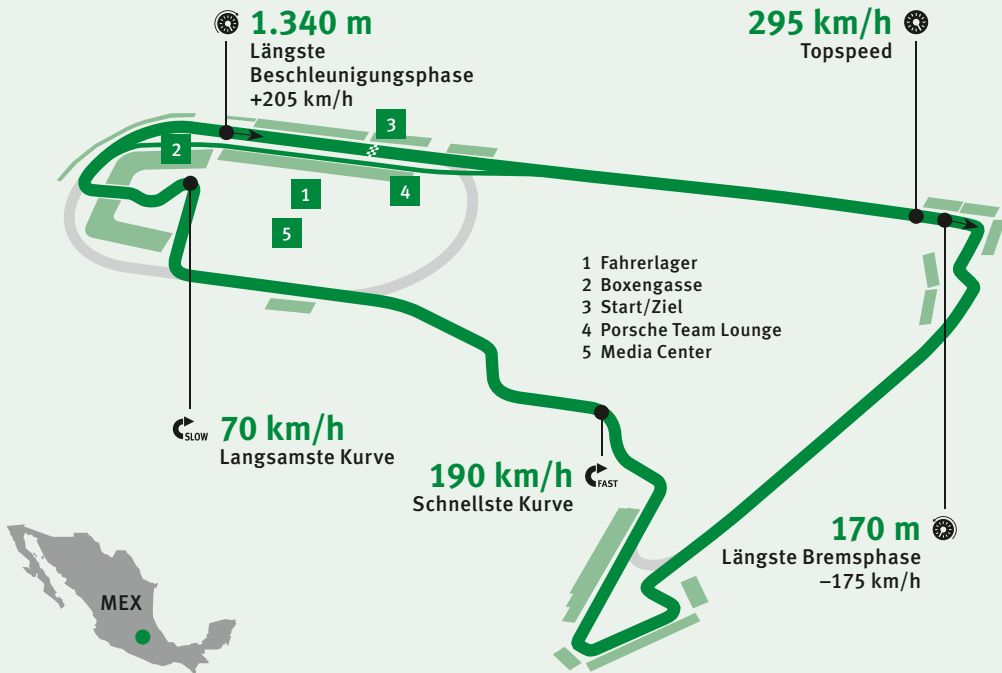 1.340 m
Längste
Beschleunigungsphase
+205 km/h
295 km/h
Topspeed
3
2
1
4
5
1 Fahrerlager
2 Boxengasse
3 Start/Ziel
4 Porsche Team Lounge
5 Media Center
SLOW
70 km/h
Langsamste Kurve
190 km/h
FAST
Schnellste Kurve
170 m
Längste Bremsphase
–175 km/h
MEX